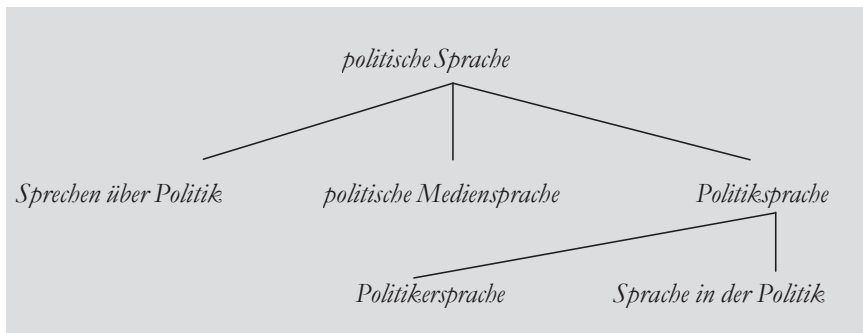 politische Sprache
Sprechen über Politik politische Mediensprache Politiksprache
Politikersprache Sprache in der Politik